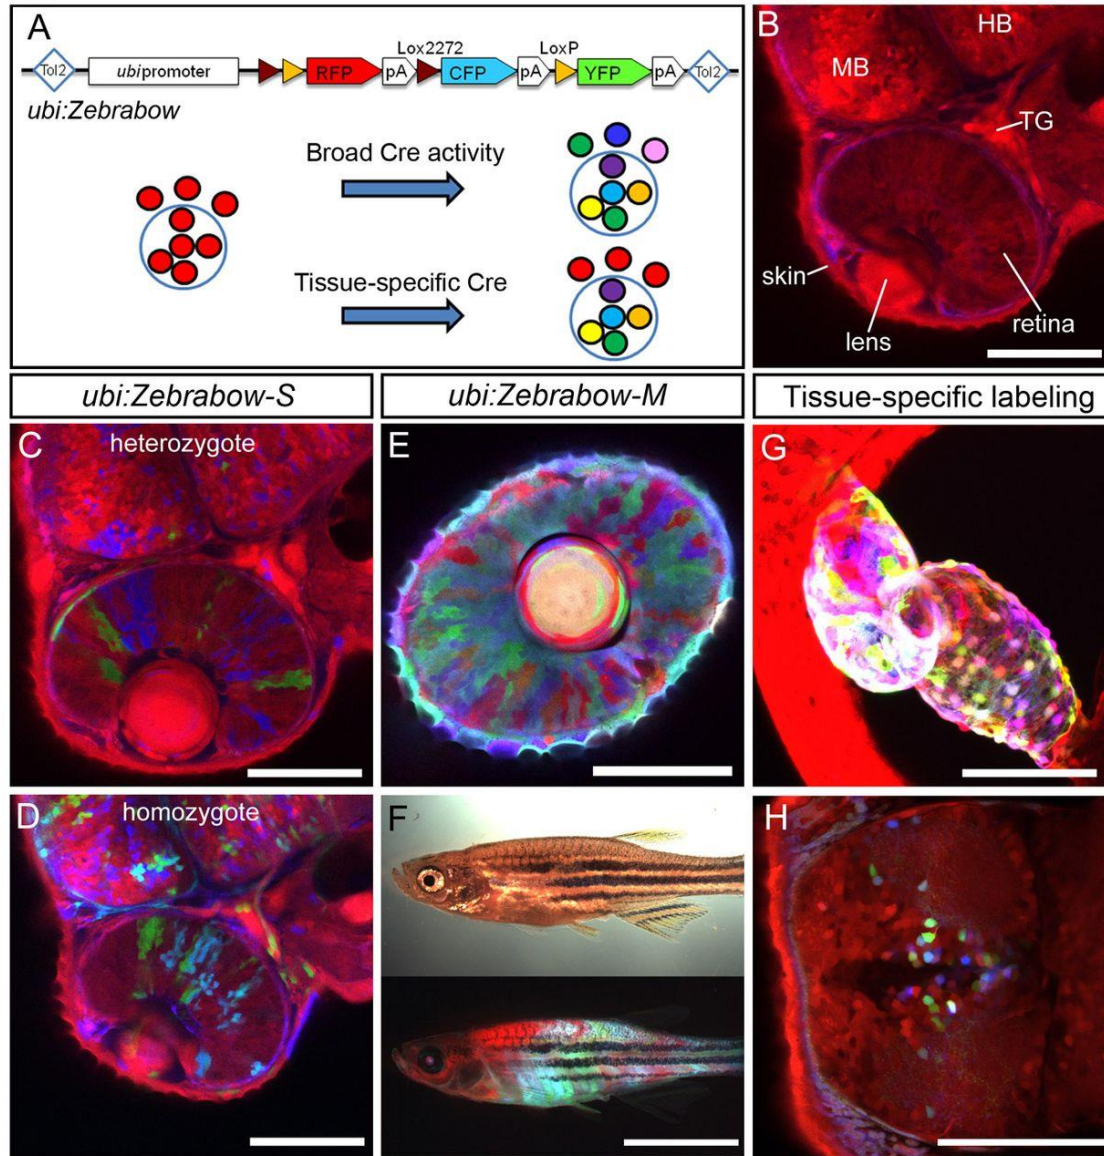 A
Lox2272
LoxP
Tol2
ubipromoter
RFP
pA
CFP
pA
YFP
pA
Tol2
ubi:Zebrabow
Broad Cre activity
Tissue-specific Cre
B
HB
MB
TG
skin
lens
retina
ubi:Zebrabow-S
ubi:Zebrabow-M
Tissue-specific labeling
C
heterozygote
E
G
D
homozygote
F
H